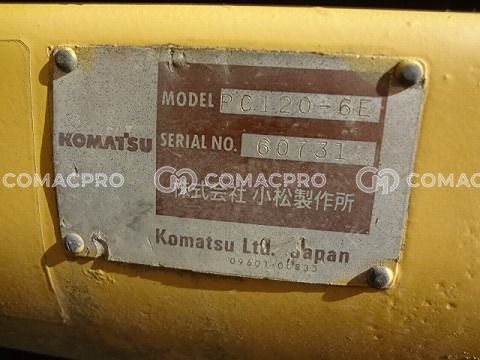 MODEL PC120-6E
KOMATSU
SERIAL NO. 60731
COMACPRO COMACPRO COMACPRO
株式会社 小松製作所
Komatsu Ltd. Japan